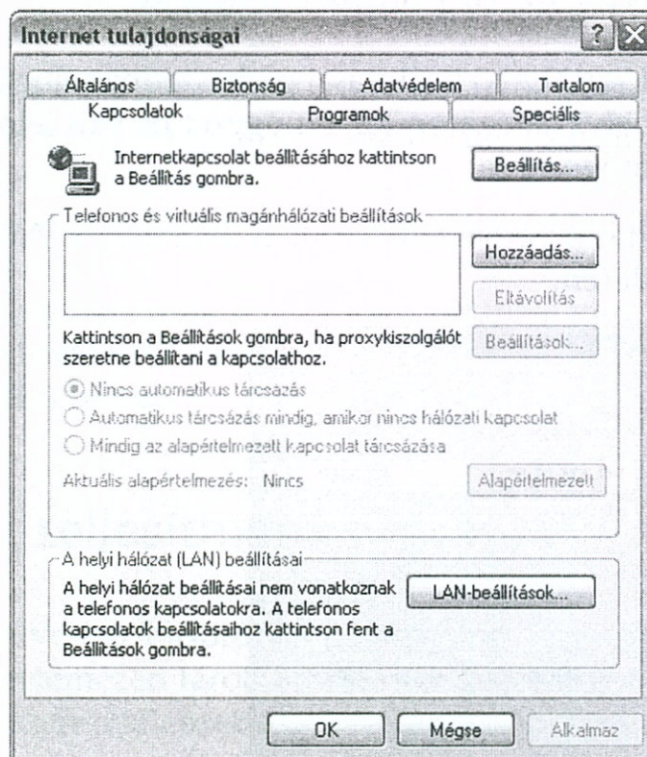 Internet tulajdonságai
Általános Biztonság Adatvédelem Tartalom
Kapcsolatok Programok Speciális
Internetkapcsolat beállításához kattintson
a Beállítás gombra.
Beállítás...
Telefonos és virtuális magánhálózati beállítások
Hozzáadás...
Eltávolítás
Kattintson a Beállítások gombra, ha proxykiszolgálót
szeretne beállítani a kapcsolathoz.
Beállítások...
Nincs automatikus tárcsázás
Automatikus tárcsázás mindig, amikor nincs hálózati kapcsolat
Mindig az alapértelmezett kapcsolat tárcsázása
Aktuális alapértelmezés: Nincs
Alapértelmezett
A helyi hálózat (LAN) beállításai
A helyi hálózat beállításai nem vonatkoznak
a telefonos kapcsolatokra. A telefonos
kapcsolatok beállításaihoz kattintson fent a
Beállítások gombra.
LAN-beállítások...
OK Mégse Alkalmaz